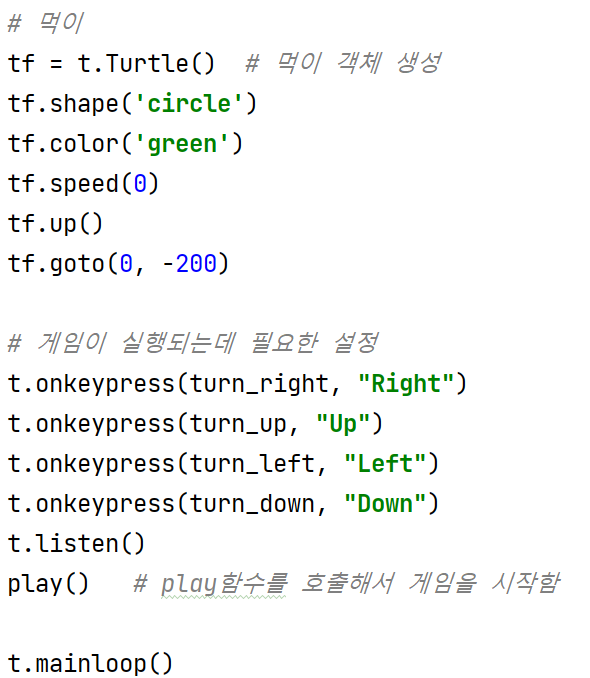 # 먹이
tf = t.Turtle()  # 먹이 객체 생성
tf.shape('circle')
tf.color('green')
tf.speed(0)
tf.up()
tf.goto(0, -200)

# 게임이 실행되는데 필요한 설정
t.onkeypress(turn_right, "Right")
t.onkeypress(turn_up, "Up")
t.onkeypress(turn_left, "Left")
t.onkeypress(turn_down, "Down")
t.listen()
play()   # play함수를 호출해서 게임을 시작함

t.mainloop()